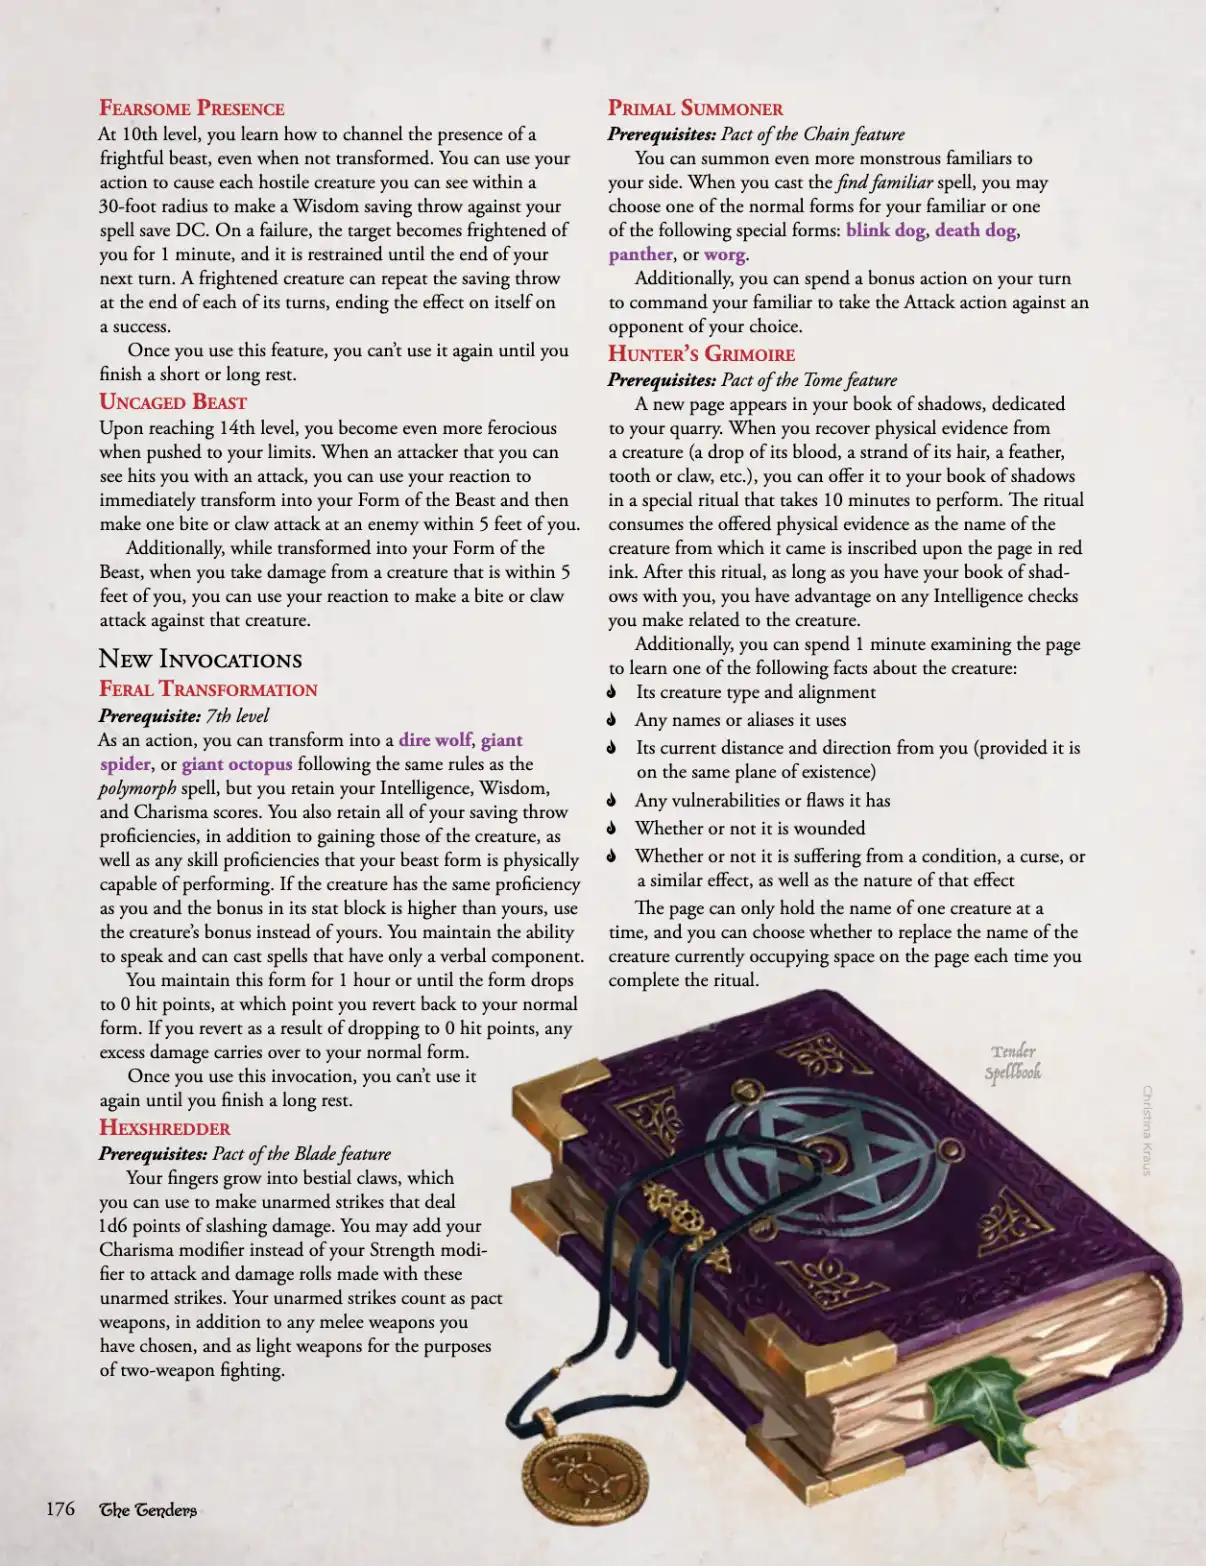 Fearsome Presence
At 10th level, you learn how to channel the presence of a
frightful beast, even when not transformed. You can use your
action to cause each hostile creature you can see within a
30-foot radius to make a Wisdom saving throw against your
spell save DC. On a failure, the target becomes frightened of
you for 1 minute, and it is restrained until the end of your
next turn. A frightened creature can repeat the saving throw
at the end of each of its turns, ending the effect on itself on
a success.
Once you use this feature, you can’t use it again until you
finish a short or long rest.
Uncaged Beast
Upon reaching 14th level, you become even more ferocious
when pushed to your limits. When an attacker that you can
see hits you with an attack, you can use your reaction to
immediately transform into your Form of the Beast and then
make one bite or claw attack at an enemy within 5 feet of you.
Additionally, while transformed into your Form of the
Beast, when you take damage from a creature that is within 5
feet of you, you can use your reaction to make a bite or claw
attack against that creature.
New Invocations
Feral Transformation
Prerequisite: 7th level
As an action, you can transform into a dire wolf, giant
spider, or giant octopus following the same rules as the
polymorph spell, but you retain your Intelligence, Wisdom,
and Charisma scores. You also retain all of your saving throw
proficiencies, in addition to gaining those of the creature, as
well as any skill proficiencies that your beast form is physically
capable of performing. If the creature has the same proficiency
as you and the bonus in its stat block is higher than yours, use
the creature’s bonus instead of yours. You maintain the ability
to speak and can cast spells that have only a verbal component.
You maintain this form for 1 hour or until the form drops
to 0 hit points, at which point you revert back to your normal
form. If you revert as a result of dropping to 0 hit points, any
excess damage carries over to your normal form.
Once you use this invocation, you can’t use it
again until you finish a long rest.
Hexshredder
Prerequisites: Pact of the Blade feature
Your fingers grow into bestial claws, which
you can use to make unarmed strikes that deal
1d6 points of slashing damage. You may add your
Charisma modifier instead of your Strength modi-
fier to attack and damage rolls made with these
unarmed strikes. Your unarmed strikes count as pact
weapons, in addition to any melee weapons you
have chosen, and as light weapons for the purposes
of two-weapon fighting.
Primal Summoner
Prerequisites: Pact of the Chain feature
You can summon even more monstrous familiars to
your side. When you cast the find familiar spell, you may
choose one of the normal forms for your familiar or one
of the following special forms: blink dog, death dog,
panther, or worg.
Additionally, you can spend a bonus action on your turn
to command your familiar to take the Attack action against an
opponent of your choice.
Hunter’s Grimoire
Prerequisites: Pact of the Tome feature
A new page appears in your book of shadows, dedicated
to your quarry. When you recover physical evidence from
a creature (a drop of its blood, a strand of its hair, a feather,
tooth or claw, etc.), you can offer it to your book of shadows
in a special ritual that takes 10 minutes to perform. The ritual
consumes the offered physical evidence as the name of the
creature from which it came is inscribed upon the page in red
ink. After this ritual, as long as you have your book of shad-
ows with you, you have advantage on any Intelligence checks
you make related to the creature.
Additionally, you can spend 1 minute examining the page
to learn one of the following facts about the creature:
Its creature type and alignment
Any names or aliases it uses
Its current distance and direction from you (provided it is
on the same plane of existence)
Any vulnerabilities or flaws it has
Whether or not it is wounded
Whether or not it is suffering from a condition, a curse, or
a similar effect, as well as the nature of that effect
The page can only hold the name of one creature at a
time, and you can choose whether to replace the name of the
creature currently occupying space on the page each time you
complete the ritual.
Tender
Spellbook
Christina Kraus
176 The Tenders